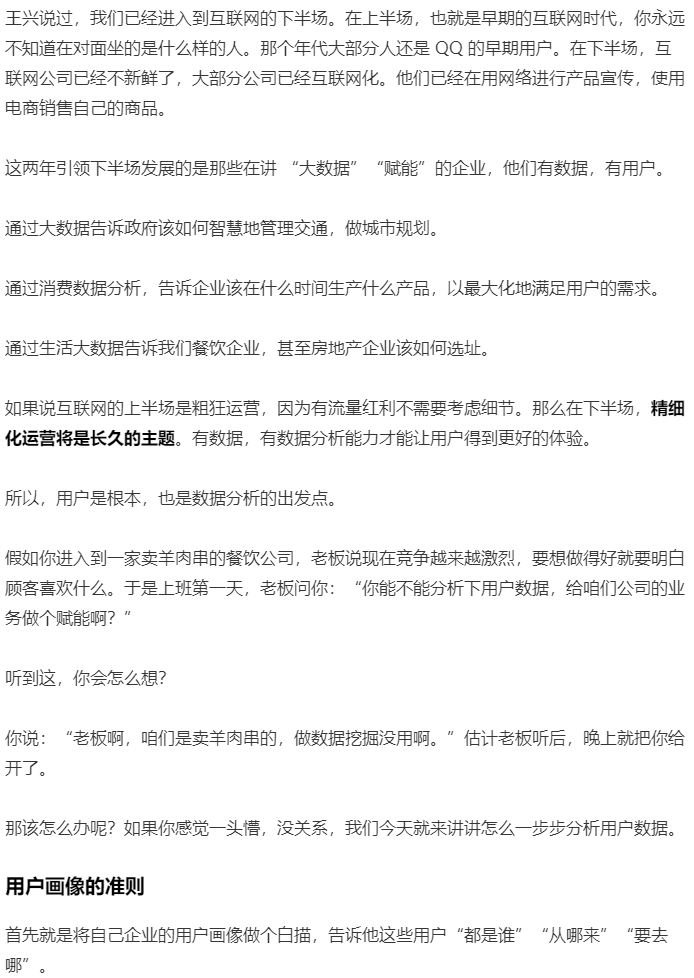 王兴说过，我们已经进入到互联网的下半场。在上半场，也就是早期的互联网时代，你永远
不知道在对面坐的是什么样的人。那个年代大部分人还是 QQ 的早期用户。在下半场，互
联网公司已经不新鲜了，大部分公司已经互联网化。他们已经在用网络进行产品宣传，使用
电商销售自己的商品。
这两年引领下半场发展的是那些在讲 “大数据” “赋能” 的企业，他们有数据，有用户。
通过大数据告诉政府该如何智慧地管理交通，做城市规划。
通过消费数据分析，告诉企业该在什么时间生产什么产品，以最大化地满足用户的需求。
通过生活大数据告诉我们餐饮企业，甚至房地产企业该如何选址。
如果说互联网的上半场是粗狂运营，因为有流量红利不需要考虑细节。那么在下半场，精细
化运营将是长久的主题。有数据，有数据分析能力才能让用户得到更好的体验。
所以，用户是根本，也是数据分析的出发点。
假如你进入到一家卖羊肉串的餐饮公司，老板说现在竞争越来越激烈，要想做得好就要明白
顾客喜欢什么。于是上班第一天，老板问你：“你能不能分析下用户数据，给咱们公司的业
务做个赋能啊？”
听到这，你会怎么想？
你说：“老板啊，咱们是卖羊肉串的，做数据挖掘没用啊。”估计老板听后，晚上就把你给
开了。
那该怎么办呢？如果你感觉一头懵，没关系，我们今天就来讲讲怎么一步步分析用户数据。
用户画像的准则
首先就是将自己企业的用户画像做个白描，告诉他这些用户“都是谁”“从哪来”“要去
哪”。